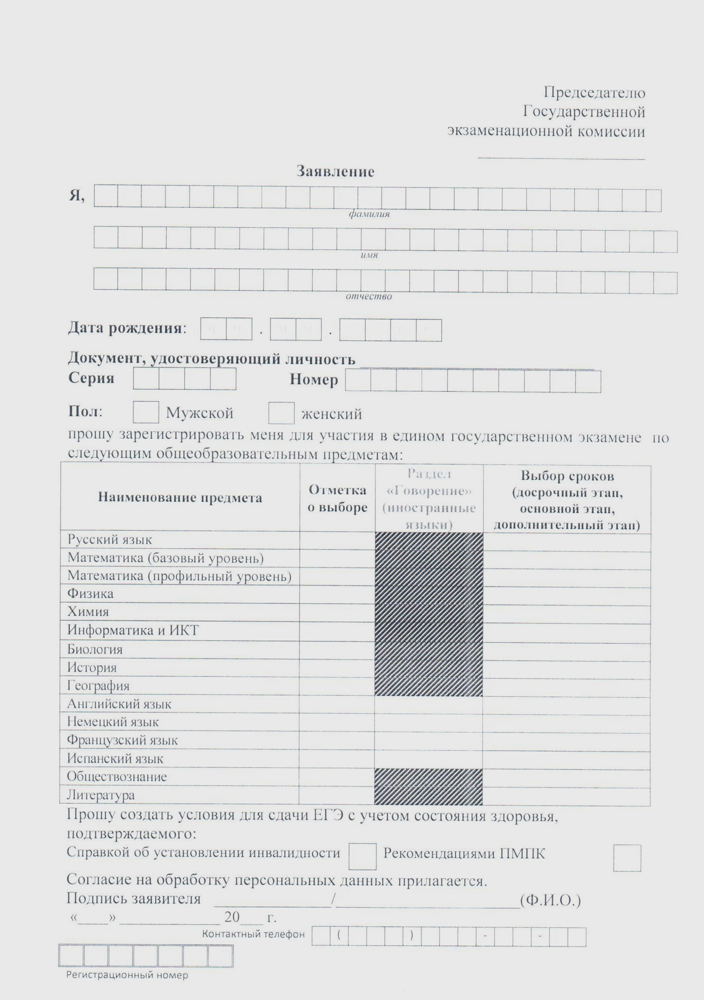 Председателю
Государственной
экзаменационной комиссии
Заявление
Я,
фамилия
имя
отчество
Дата рождения: . .
Документ, удостоверяющий личность
Серия Номер
Пол: Мужской женский
прошу зарегистрировать меня для участия в едином государственном экзамене по
следующим общеобразовательным предметам:
Наименование предмета
Отметка
о выборе
Раздел
«Говорение»
(иностранные
языки)
Выбор сроков
(досрочный этап,
основной этап,
дополнительный этап)
Русский язык
Математика (базовый уровень)
Математика (профильный уровень)
Физика
Химия
Информатика и ИКТ
Биология
История
География
Английский язык
Немецкий язык
Французский язык
Испанский язык
Обществознание
Литература
Прошу создать условия для сдачи ЕГЭ с учетом состояния здоровья,
подтверждаемого:
Справкой об установлении инвалидности Рекомендациями ПМПК
Согласие на обработку персональных данных прилагается.
Подпись заявителя ____________/____________________(Ф.И.О.)
«____» _____________ 20___ г.
Контактный телефон ( ) - -
Регистрационный номер